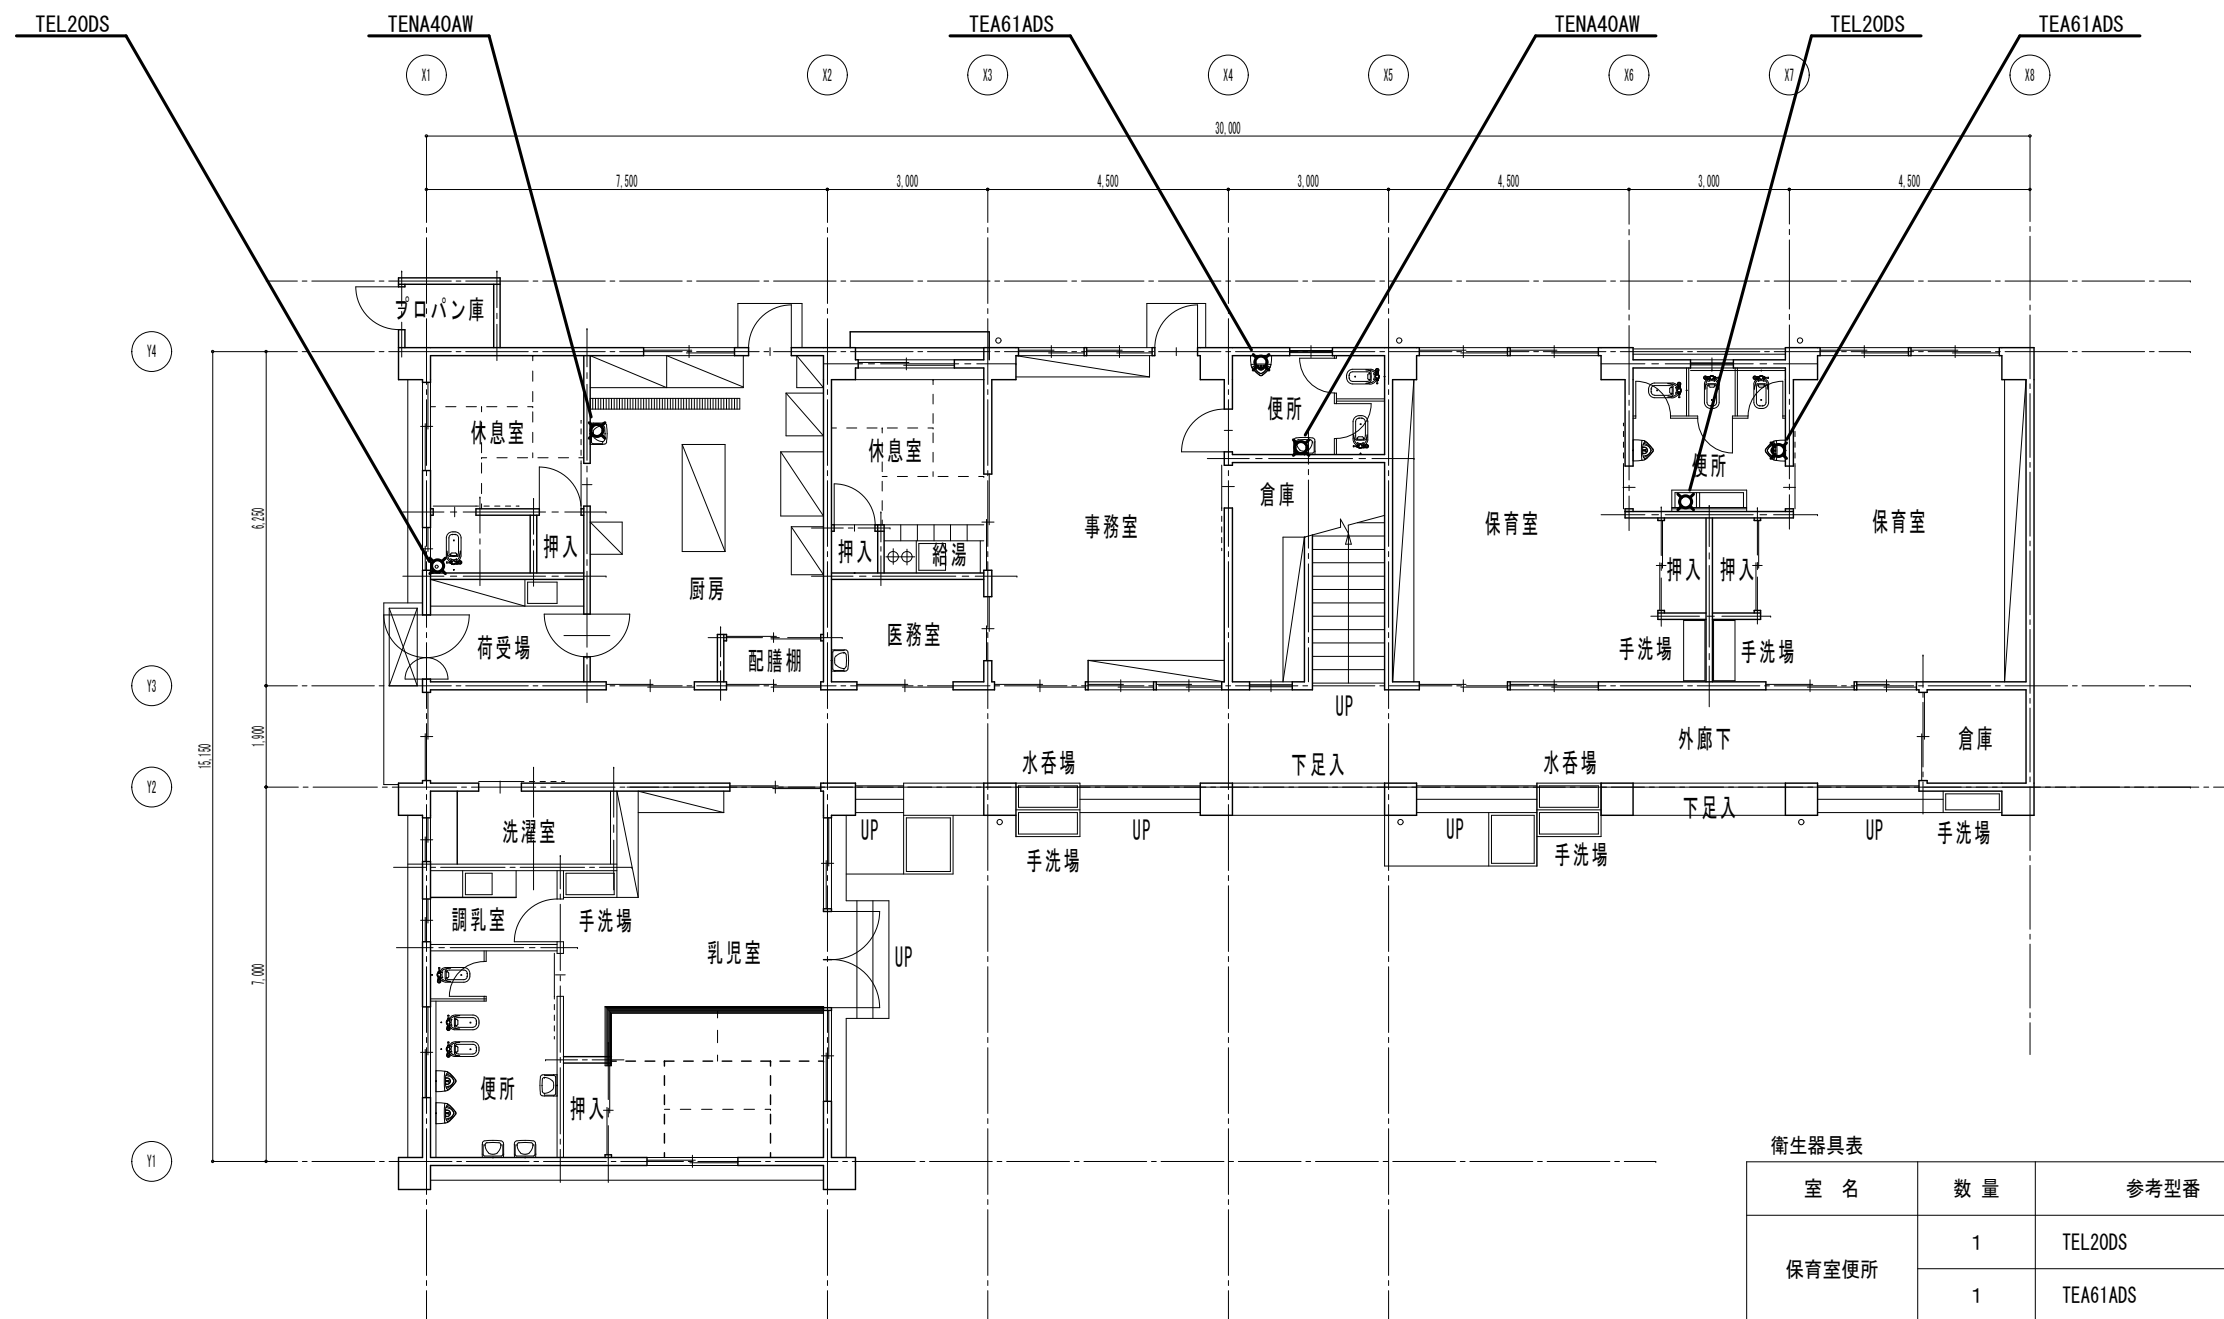 TEL20DS TENA40AW TEA61ADS TENA40AW TEL20DS TEA61ADS
X1 X2 X3 X4 X5 X6 X7 X8
30,000
7,500 3,000 4,500 3,000 4,500 3,000 4,500
プロパン庫
Y4
休息室
休息室
便所
便所
倉庫
6,250
押入
押入
給湯
事務室
保育室
保育室
厨房
押入
押入
荷受場
医務室
手洗場
手洗場
配膳棚
Y3
UP
15,150
1,900
水呑場
下足入
水呑場
外廊下
倉庫
Y2
下足入
洗濯室
UP
UP
UP
UP
手洗場
手洗場
手洗場
調乳室
手洗場
乳児室
UP
7,000
便所
押入
Y1
衛生器具表
室 名 数 量 参考型番
保育室便所
1 TEL20DS
1 TEA61ADS